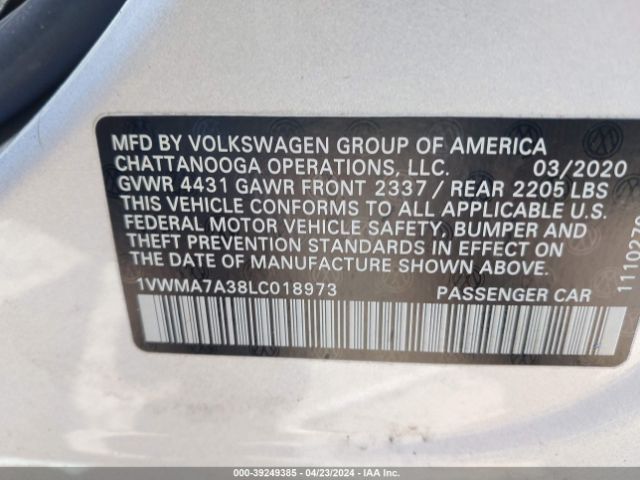 MFD BY VOLKSWAGEN GROUP OF AMERICA
CHATTANOOGA OPERATIONS, LLC. 03/2020
GVWR 4431 GAWR FRONT 2337 / REAR 2205 LBS
THIS VEHICLE CONFORMS TO ALL APPLICABLE U.S.
FEDERAL MOTOR VEHICLE SAFETY, BUMPER AND
THEFT PREVENTION STANDARDS IN EFFECT ON
THE DATE OF MANUFACTURE SHOWN ABOVE.
1VWMA7A38LC018973 PASSENGER CAR
000-39249385 - 04/23/2024 - IAA Inc.